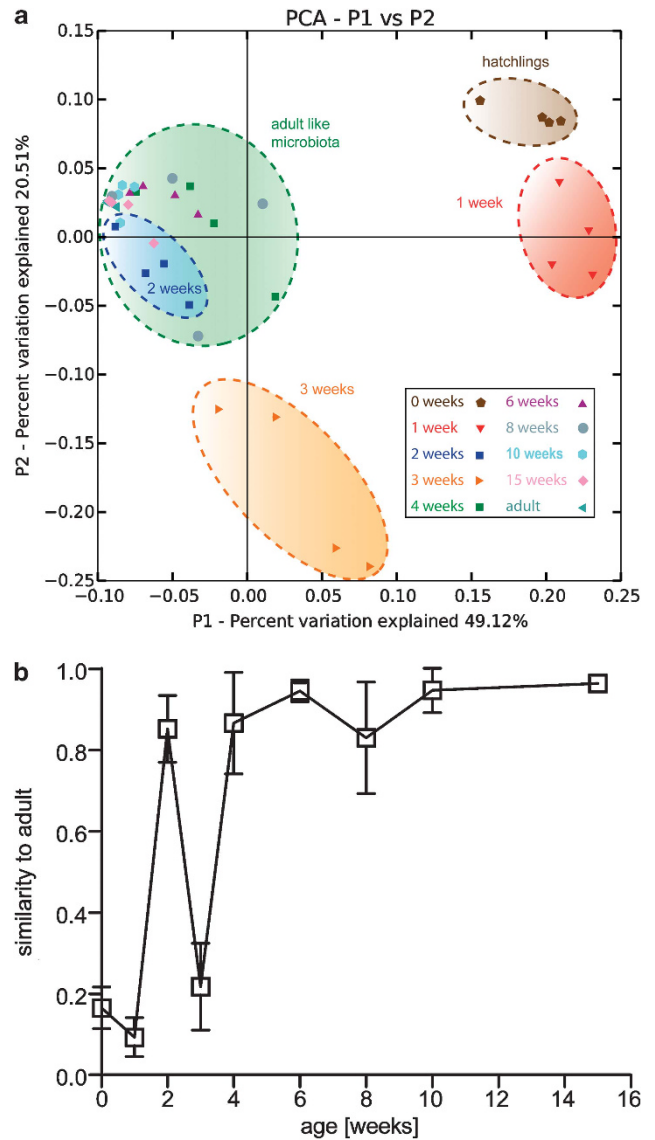 a
PCA - P1 vs P2
0.15
0.10
0.05
0.00
−0.05
−0.10
−0.15
−0.20
−0.25
P2 - Percent variation explained 20.51%
hatchlings
adult like
microbiota
1 week
2 weeks
3 weeks
0 weeks 6 weeks
1 week 8 weeks
2 weeks 10 weeks
3 weeks 15 weeks
4 weeks adult
−0.10 −0.05 0.00 0.05 0.10 0.15 0.20 0.25
P1 - Percent variation explained 49.12%
b
1.0
0.8
0.6
0.4
0.2
0.0
similarity to adult
0 2 4 6 8 10 12 14 16
age [weeks]